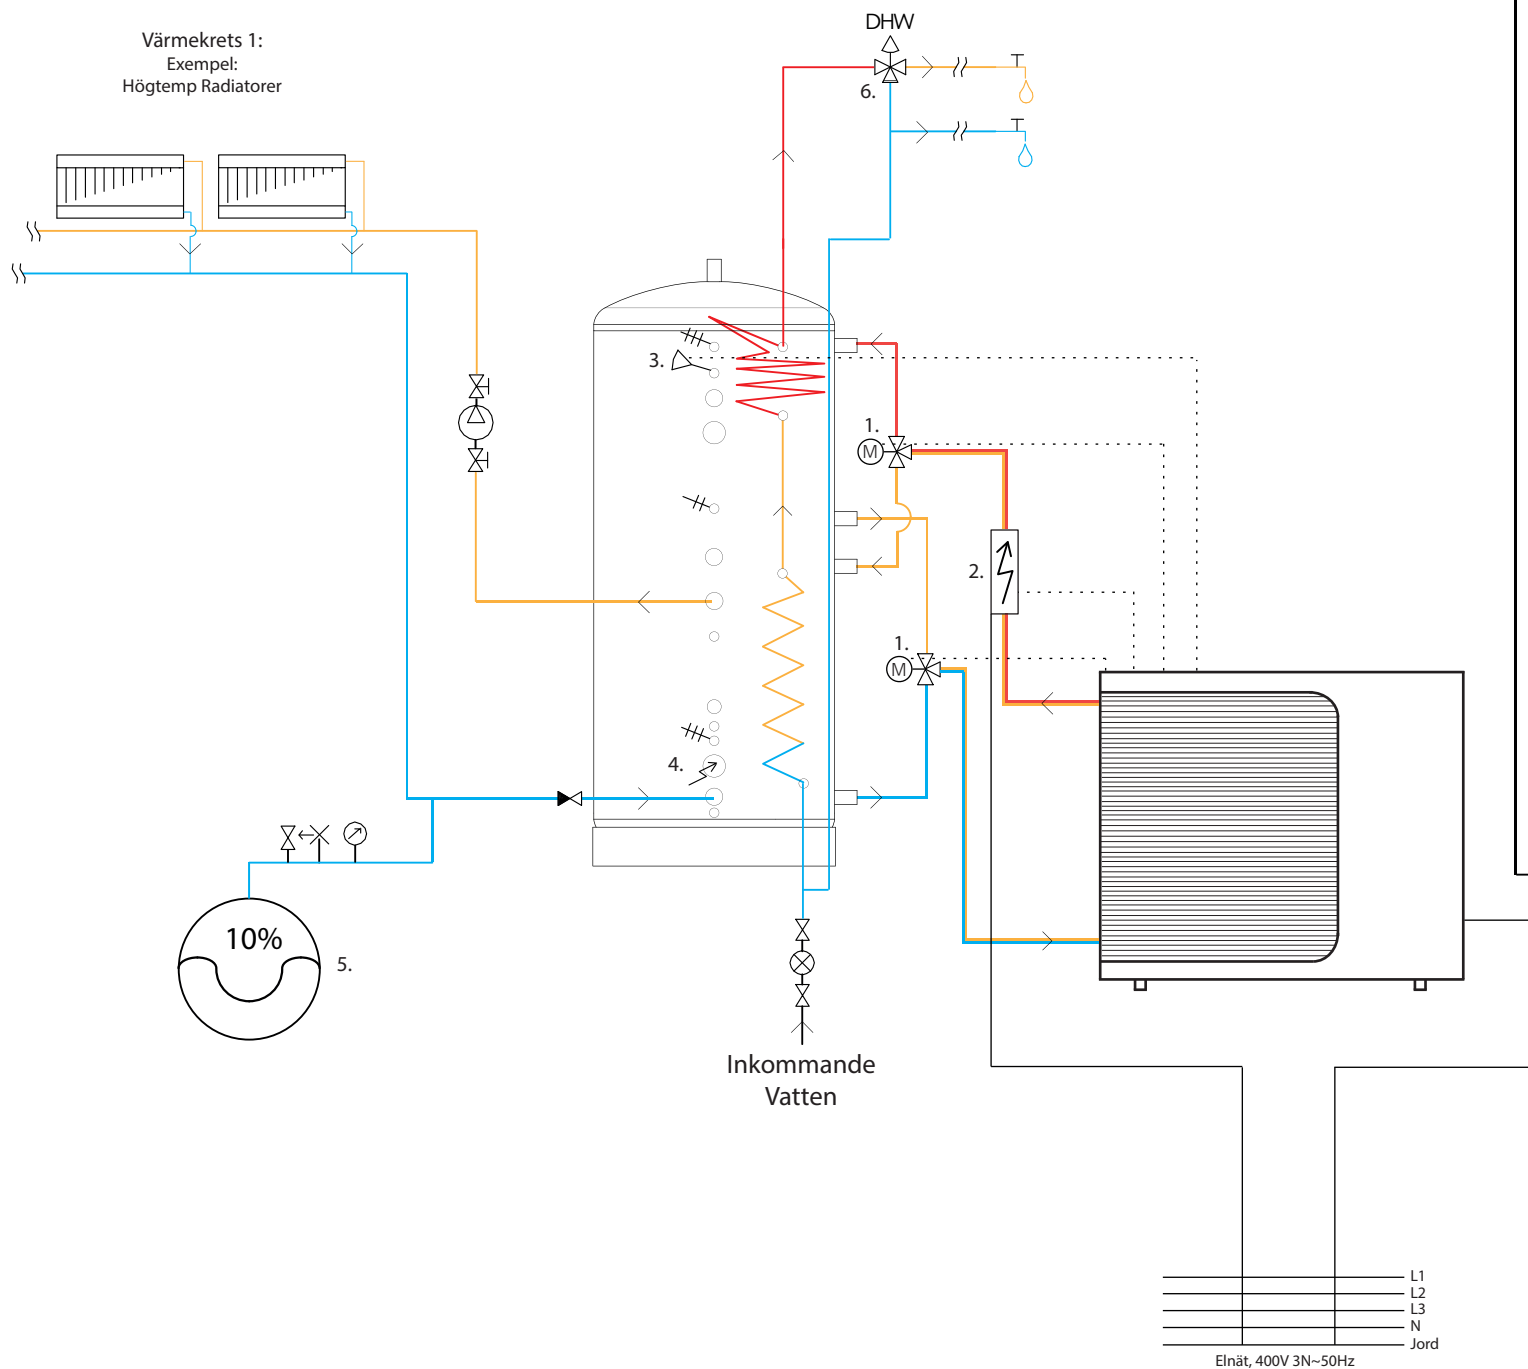 DHW
Värmekrets 1:
Exempel:
Högtemp Radiatorer
6.
3.
1.
M
2.
1.
M
4.
10%
5.
Inkommande
Vatten
L1
L2
L3
N
Jord
Elnät, 400V 3N~50Hz